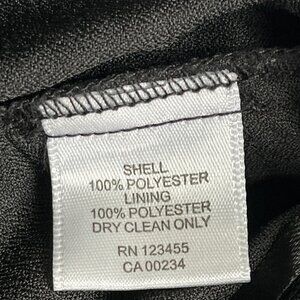 SHELL
100% POLYESTER
LINING
100% POLYESTER
DRY CLEAN ONLY
RN 123455
CA 00234